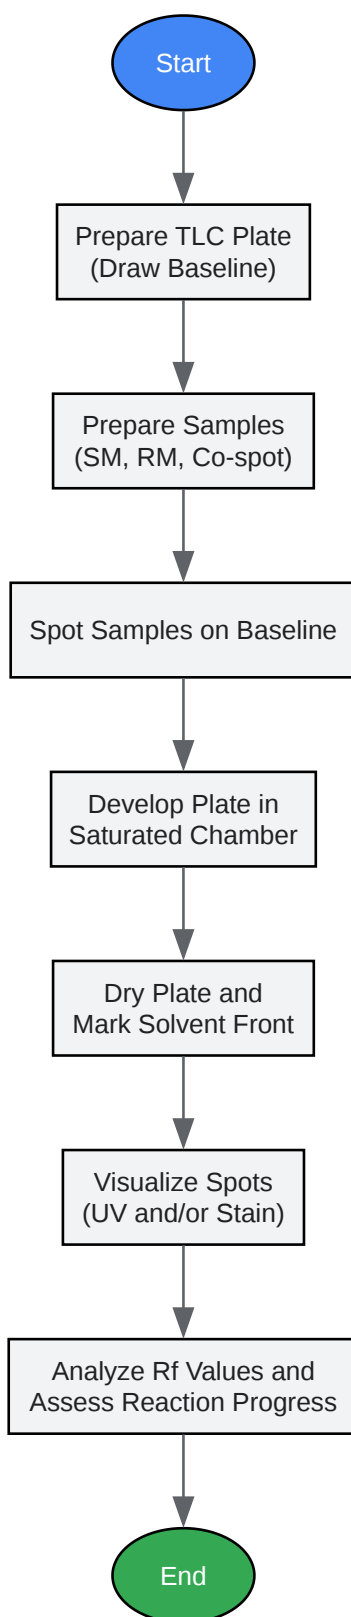 Start
Prepare TLC Plate
(Draw Baseline)
Prepare Samples
(SM, RM, Co-spot)
Spot Samples on Baseline
Develop Plate in
Saturated Chamber
Dry Plate and
Mark Solvent Front
Visualize Spots
(UV and/or Stain)
Analyze Rf Values and
Assess Reaction Progress
End